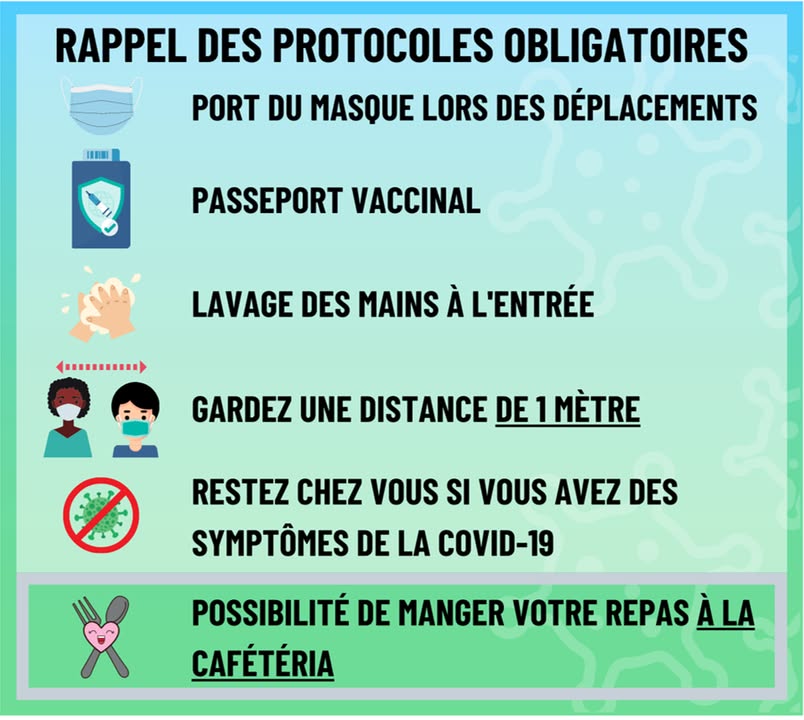 RAPPEL DES PROTOCOLES OBLIGATOIRES
PORT DU MASQUE LORS DES DÉPLACEMENTS
PASSEPORT VACCINAL
LAVAGE DES MAINS À L'ENTRÉE
GARDEZ UNE DISTANCE DE 1 MÈTRE
RESTEZ CHEZ VOUS SI VOUS AVEZ DES
SYMPTÔMES DE LA COVID-19
POSSIBILITÉ DE MANGER VOTRE REPAS À LA
CAFÉTÉRIA